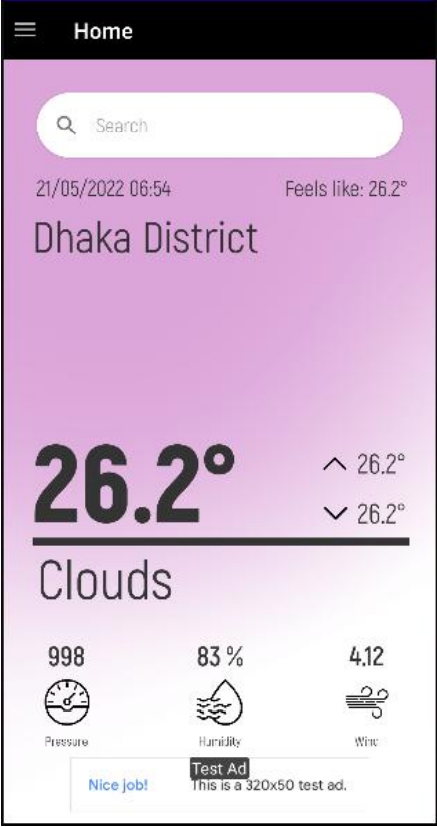 Home
Search
21/05/2022 06:54 Feels like: 26.2°
Dhaka District
26.2°
26.2°
26.2°
Clouds
998 83 % 4.12
Pressure Humidity Wind
Test Ad
Nice job! This is a 320x50 test ad.